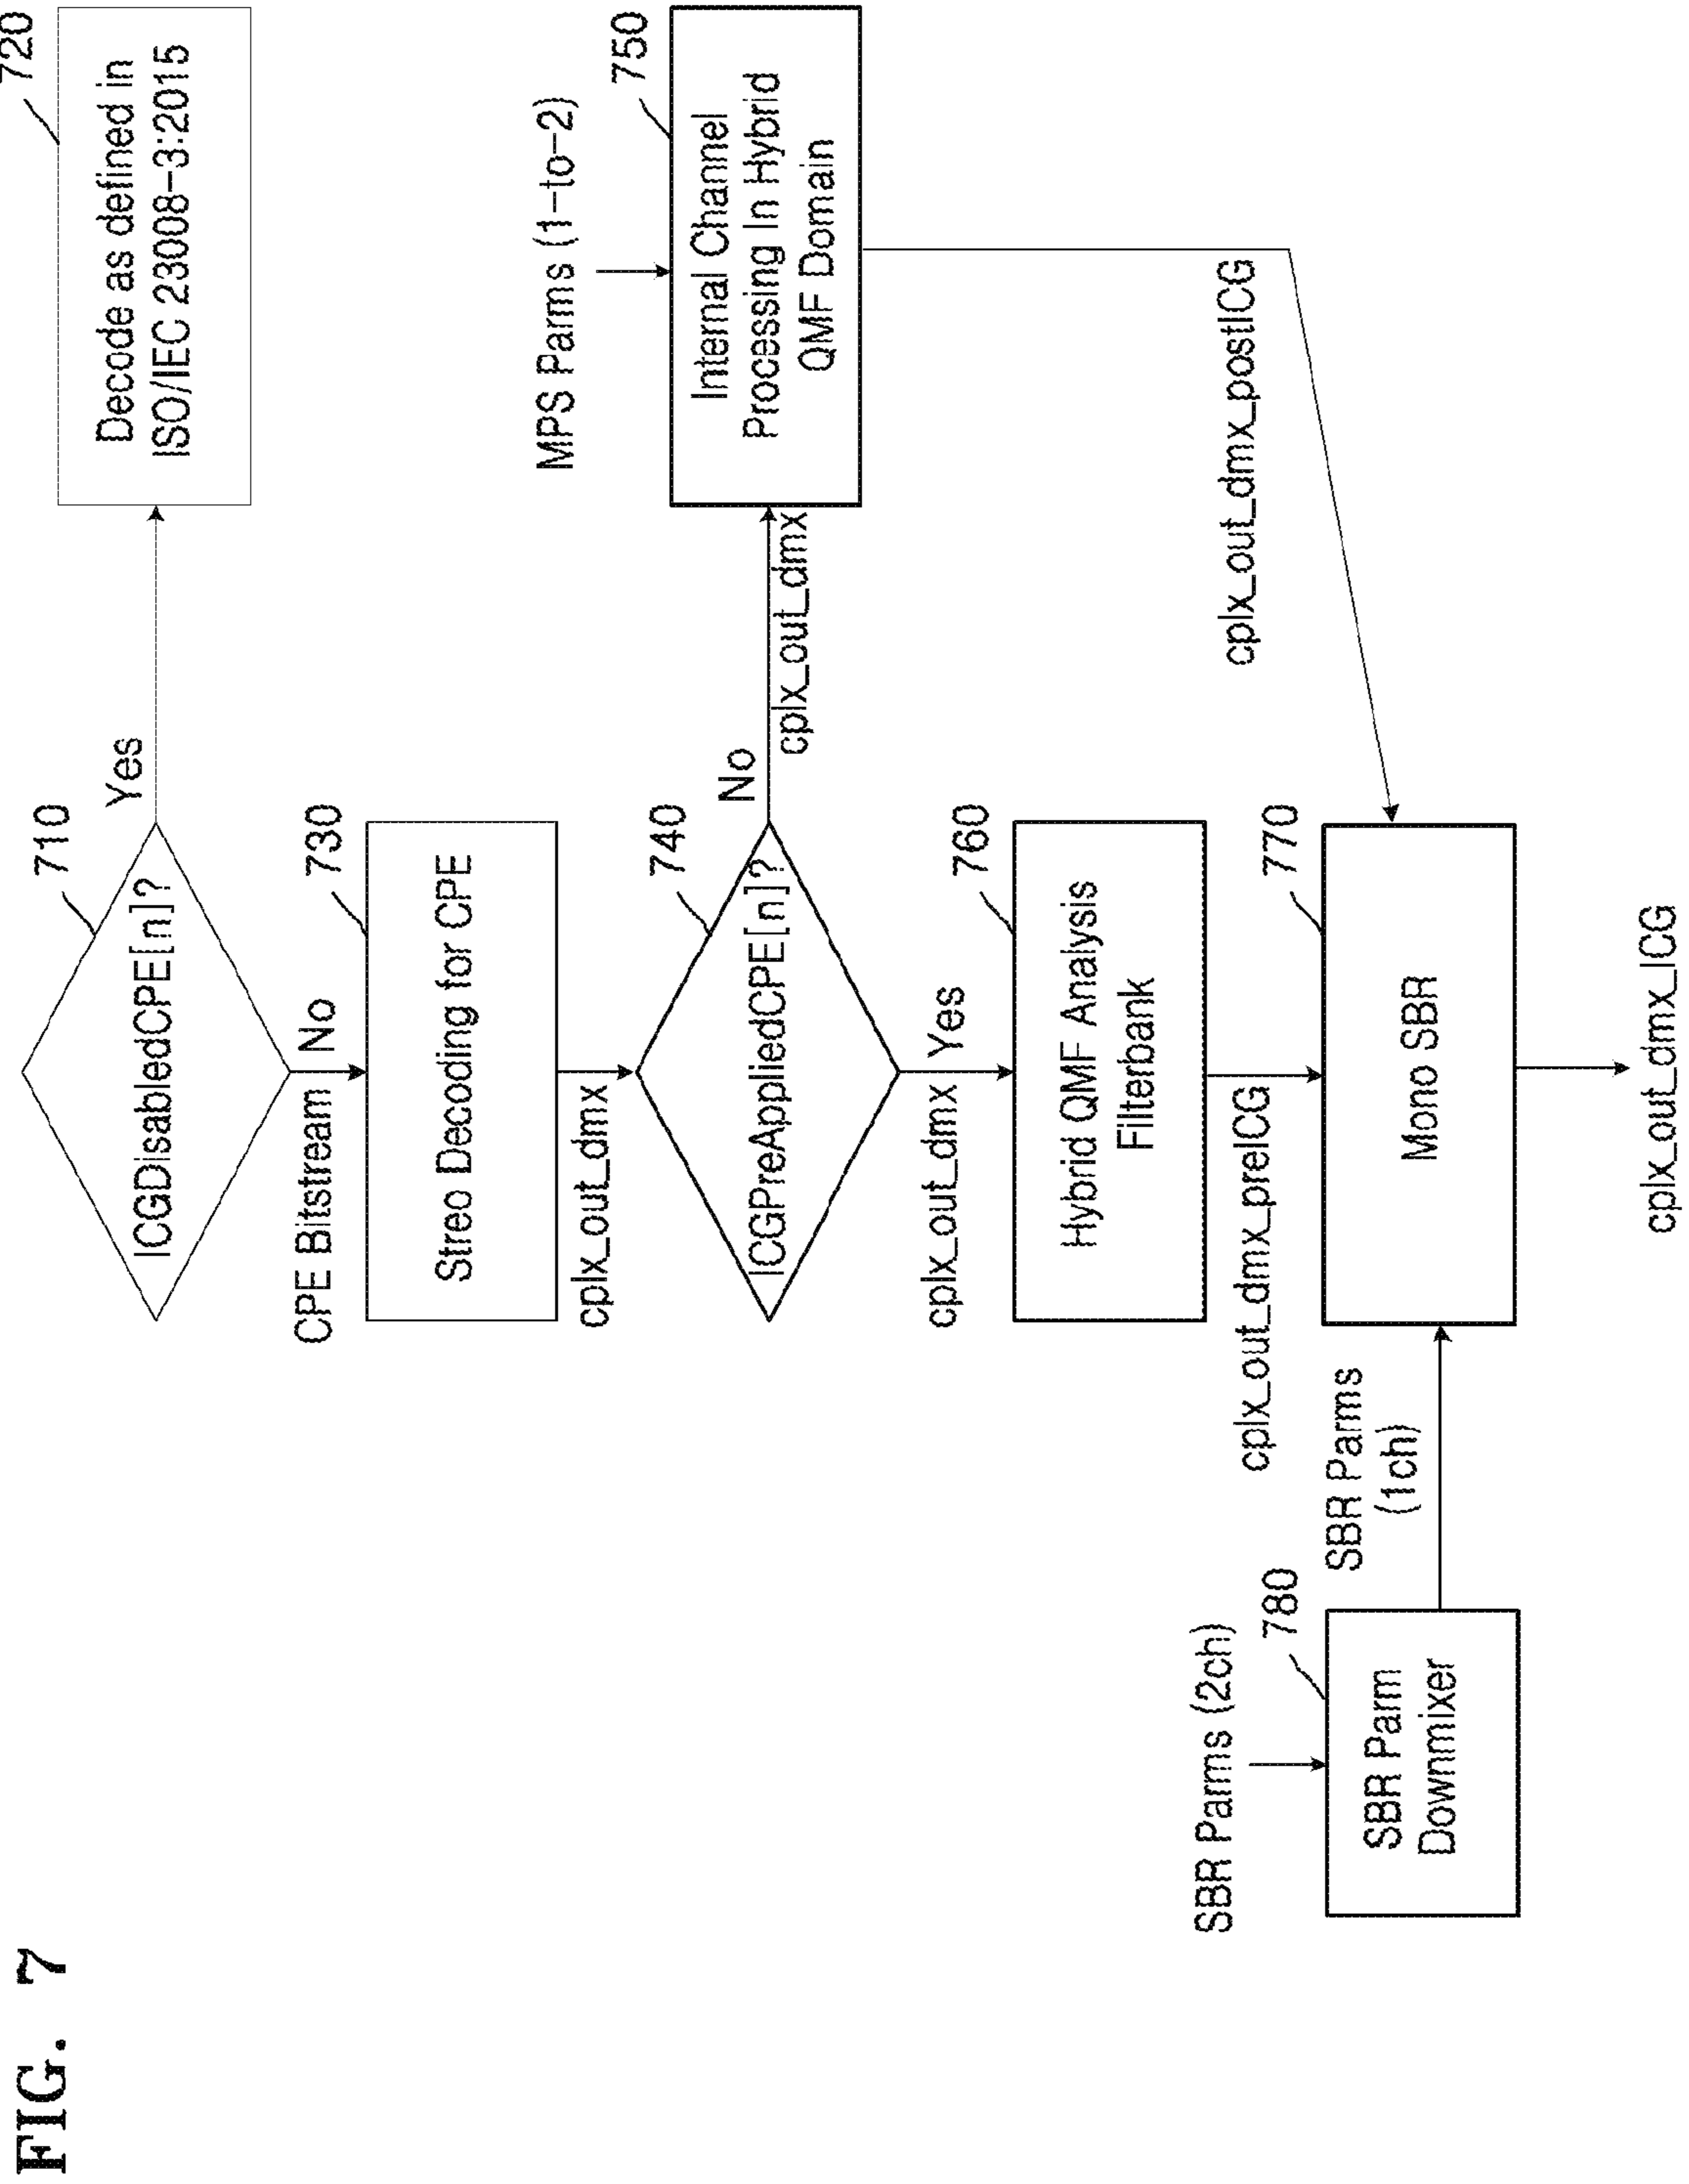 FIG. 7
710
ICGDisabledCPE[n]?
Yes
720
Decode as defined in
ISO/IEC 23008-3:2015
No
CPE Bitstream
730
Streo Decoding for CPE
cplx_out_dmx
740
ICGPreAppliedCPE[n]?
No
cplx_out_dmx
MPS Parms (1-to-2)
750
Internal Channel
Processing In Hybrid
QMF Domain
cplx_out_dmx
Yes
760
Hybrid QMF Analysis
Filterbank
cplx_out_dmx_preICG
cplx_out_dmx_postICG
770
Mono SBR
SBR Parms (2ch)
780
SBR Parm
Downmixer
SBR Parms
(1ch)
cplx_out_dmx_ICG